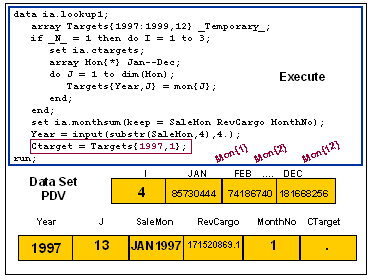 data ia.lookup1;
array Targets{1997:1999,12} _Temporary_;
if _N_ = 1 then do I = 1 to 3;
set ia.ctargets;
array Mon{*} Jan--Dec;
do J = 1 to dim(Mon);
Targets{Year,J} = mon{J};
end;
end;
set ia.monthsum(keep = SaleMon RevCargo MonthNo);
Year = input(substr(SaleMon,4),4.);
Ctarget = Targets{1997,1};
run;
Execute
Mon{1} Mon{2} Mon{12}
Data Set PDV
I JAN FEB .... DEC
4 85730444 74186740 181668256
Year J SaleMon RevCargo MonthNo CTarget
1997 13 JAN1997 171520869.1 1 .